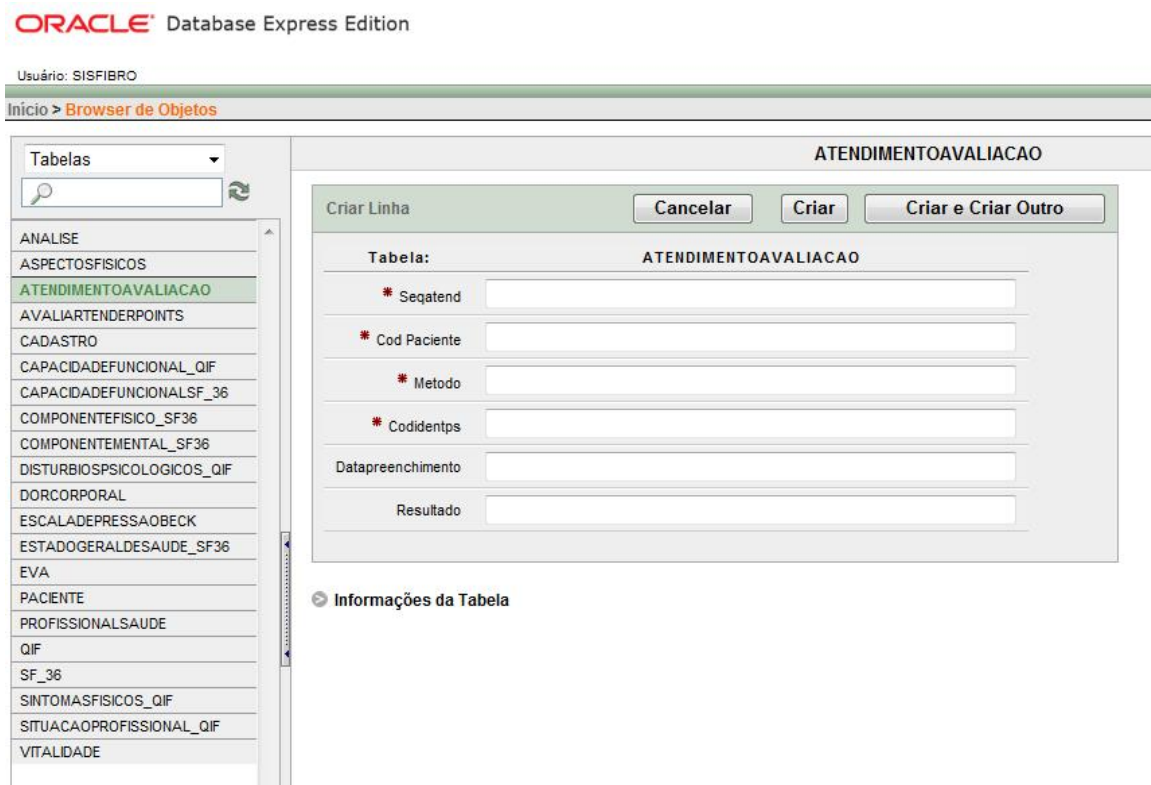 ORACLE Database Express Edition
Usuário: SISFIBRO
Início > Browser de Objetos
Tabelas
ANALISE
ASPECTOSFISICOS
ATENDIMENTOAVALIACAO
AVALIARTENDERPOINTS
CADASTRO
CAPACIDADEFUNCIONAL_QIF
CAPACIDADEFUNCIONALSF_36
COMPONENTEFISICO_SF36
COMPONENTEMENTAL_SF36
DISTURBIOSPSICOLOGICOS_QIF
DORCORPORAL
ESCALADEPRESSAOBECK
ESTADOGERALDESAUDE_SF36
EVA
PACIENTE
PROFISSIONALSAUDE
QIF
SF_36
SINTOMASFISICOS_QIF
SITUACAOPROFISSIONAL_QIF
VITALIDADE
ATENDIMENTOAVALIACAO
Criar Linha Cancelar Criar Criar e Criar Outro
Tabela: ATENDIMENTOAVALIACAO
* Seqatend
* Cod Paciente
* Metodo
* Codidentps
Datapreenchimento
Resultado
Informações da Tabela